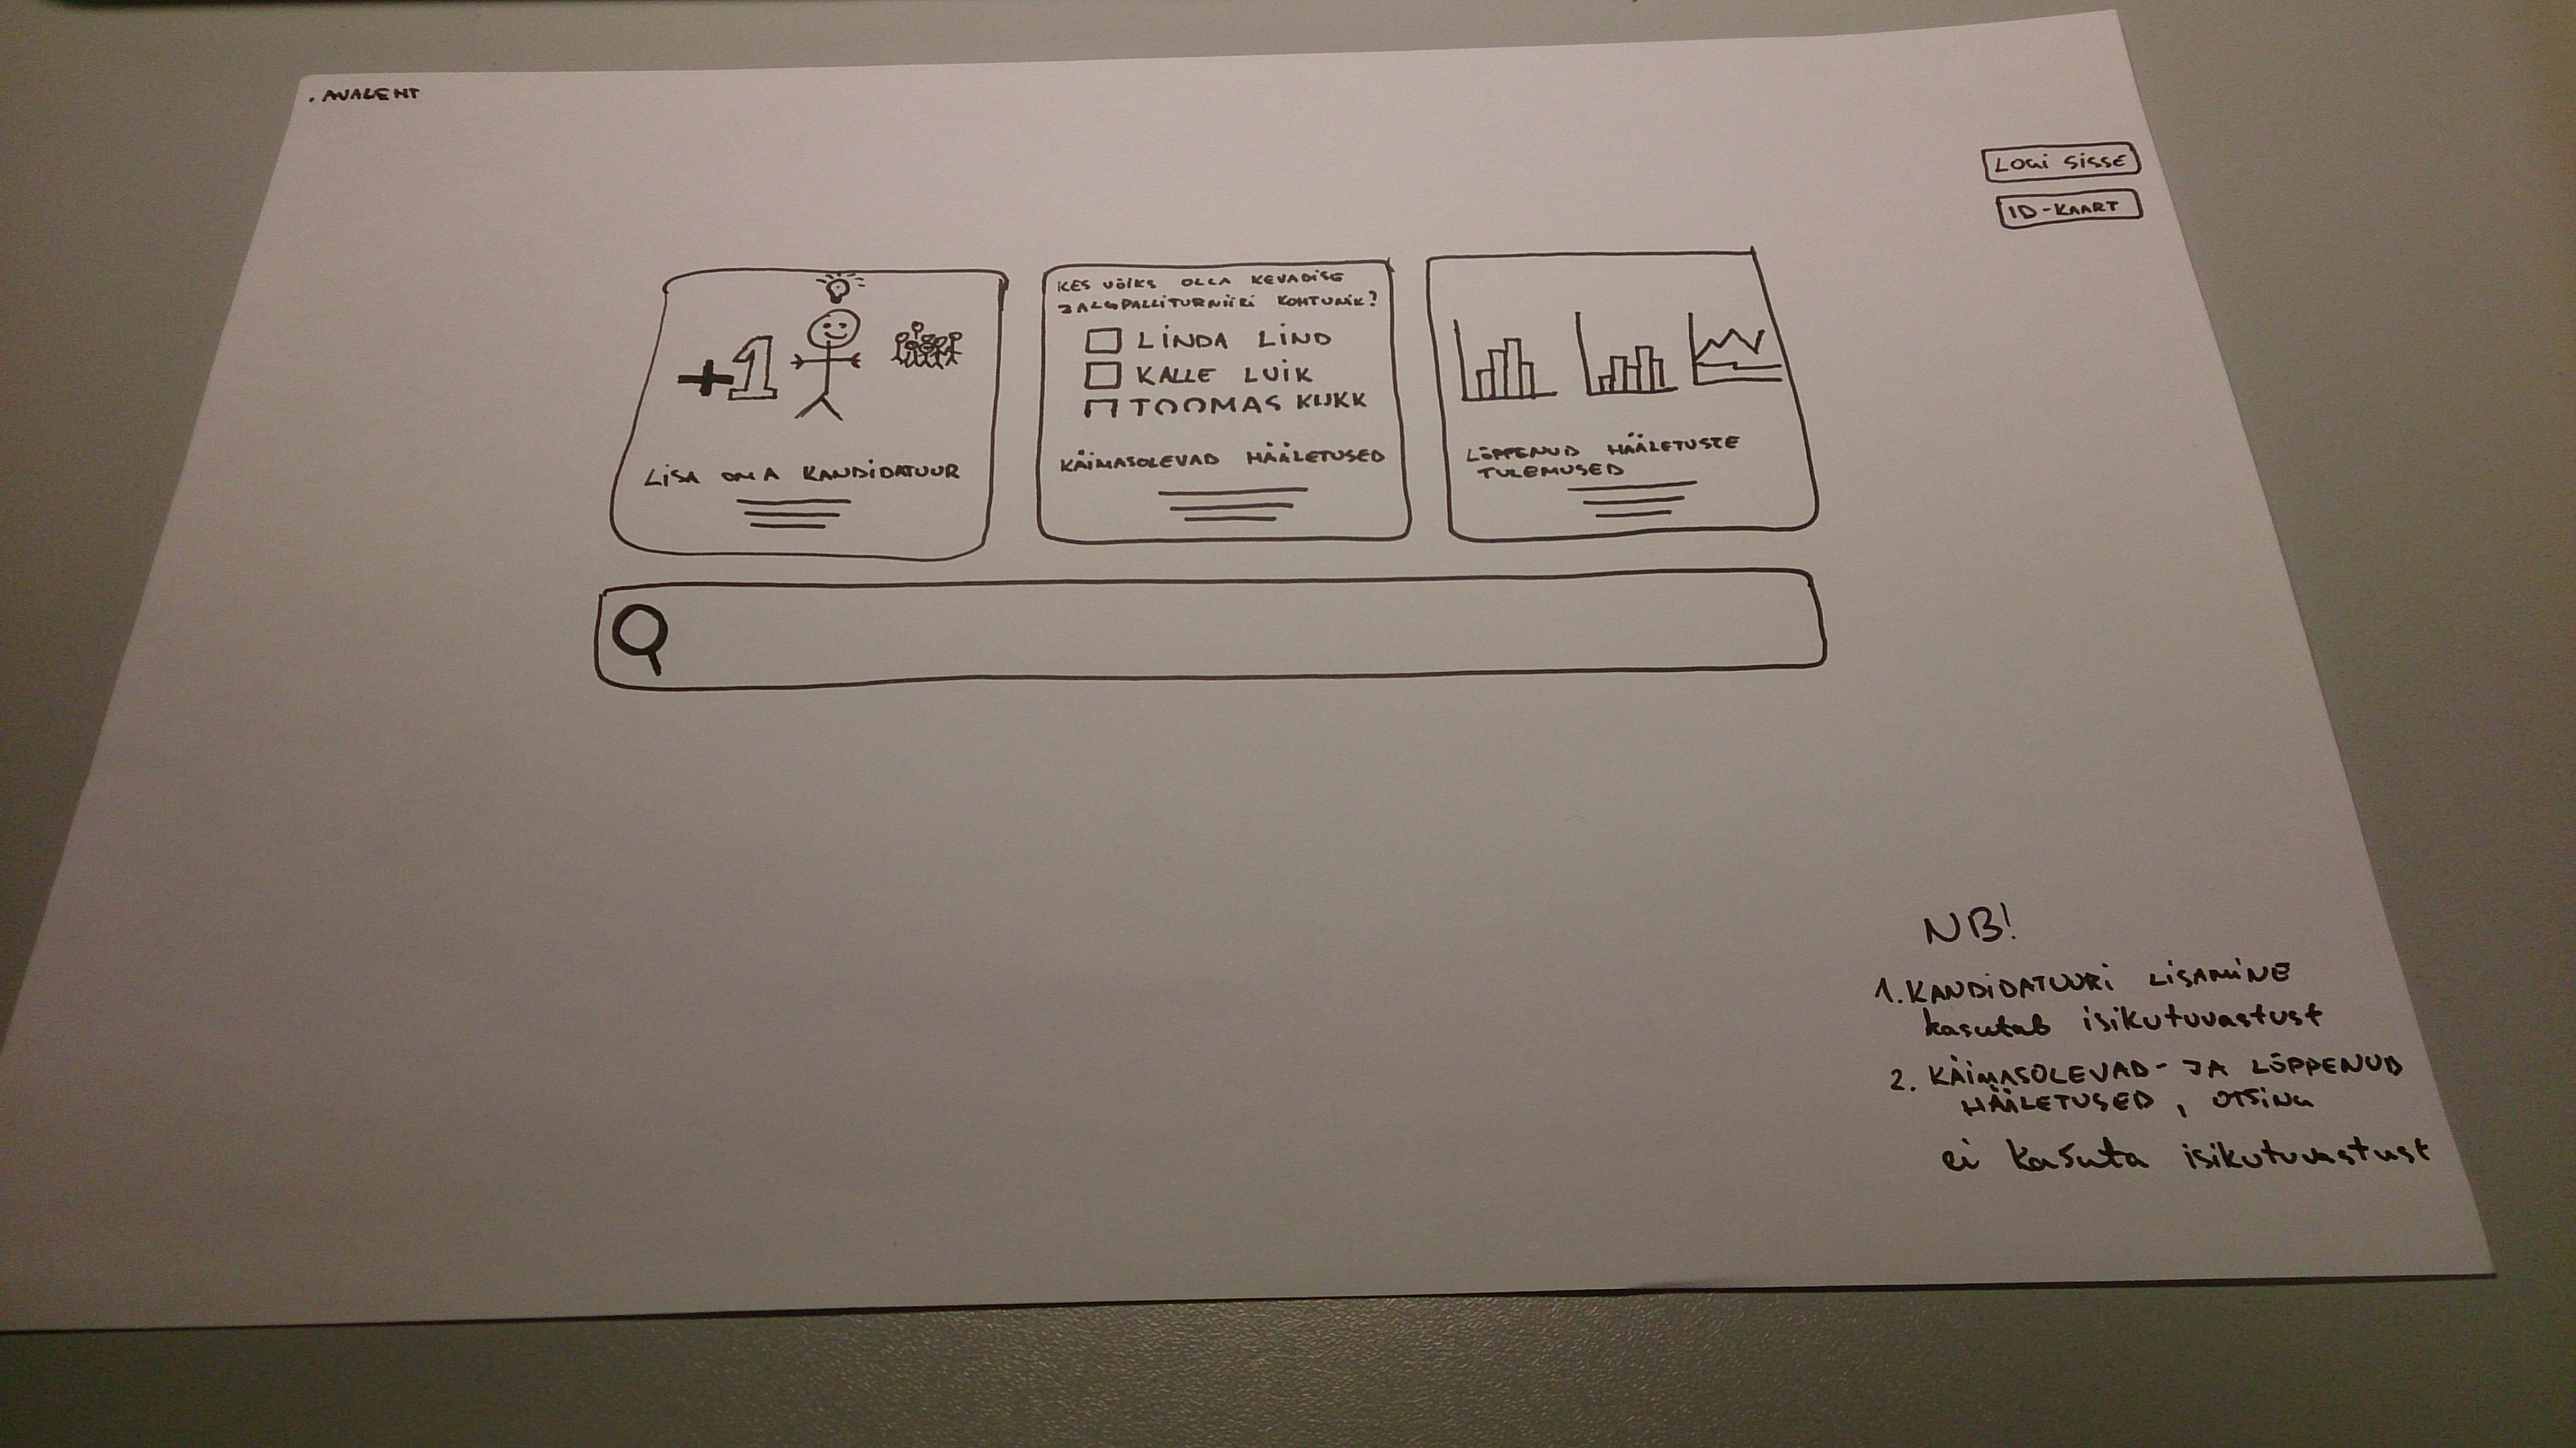 . AVALEHT
LOGI SISSE
ID-KAART
+1
LISA OMA KANDIDATUUR
KES VÕIKS OLLA KEVADISE
JALGPALLITURNIIRI KOHTUNIK?
LINDA LIND
KALLE LUIK
TOOMAS KUKK
KÄIMASOLEVAD HÄÄLETUSED
LÕPPENUD HÄÄLETUSTE
TULEMUSED
NB!
1. KANDIDATUURI LISAMINE
kasutab isikutuvastust
2. KÄIMASOLEVAD- JA LÕPPENUD
HÄÄLETUSED, OTSING
ei kasuta isikutuvastust